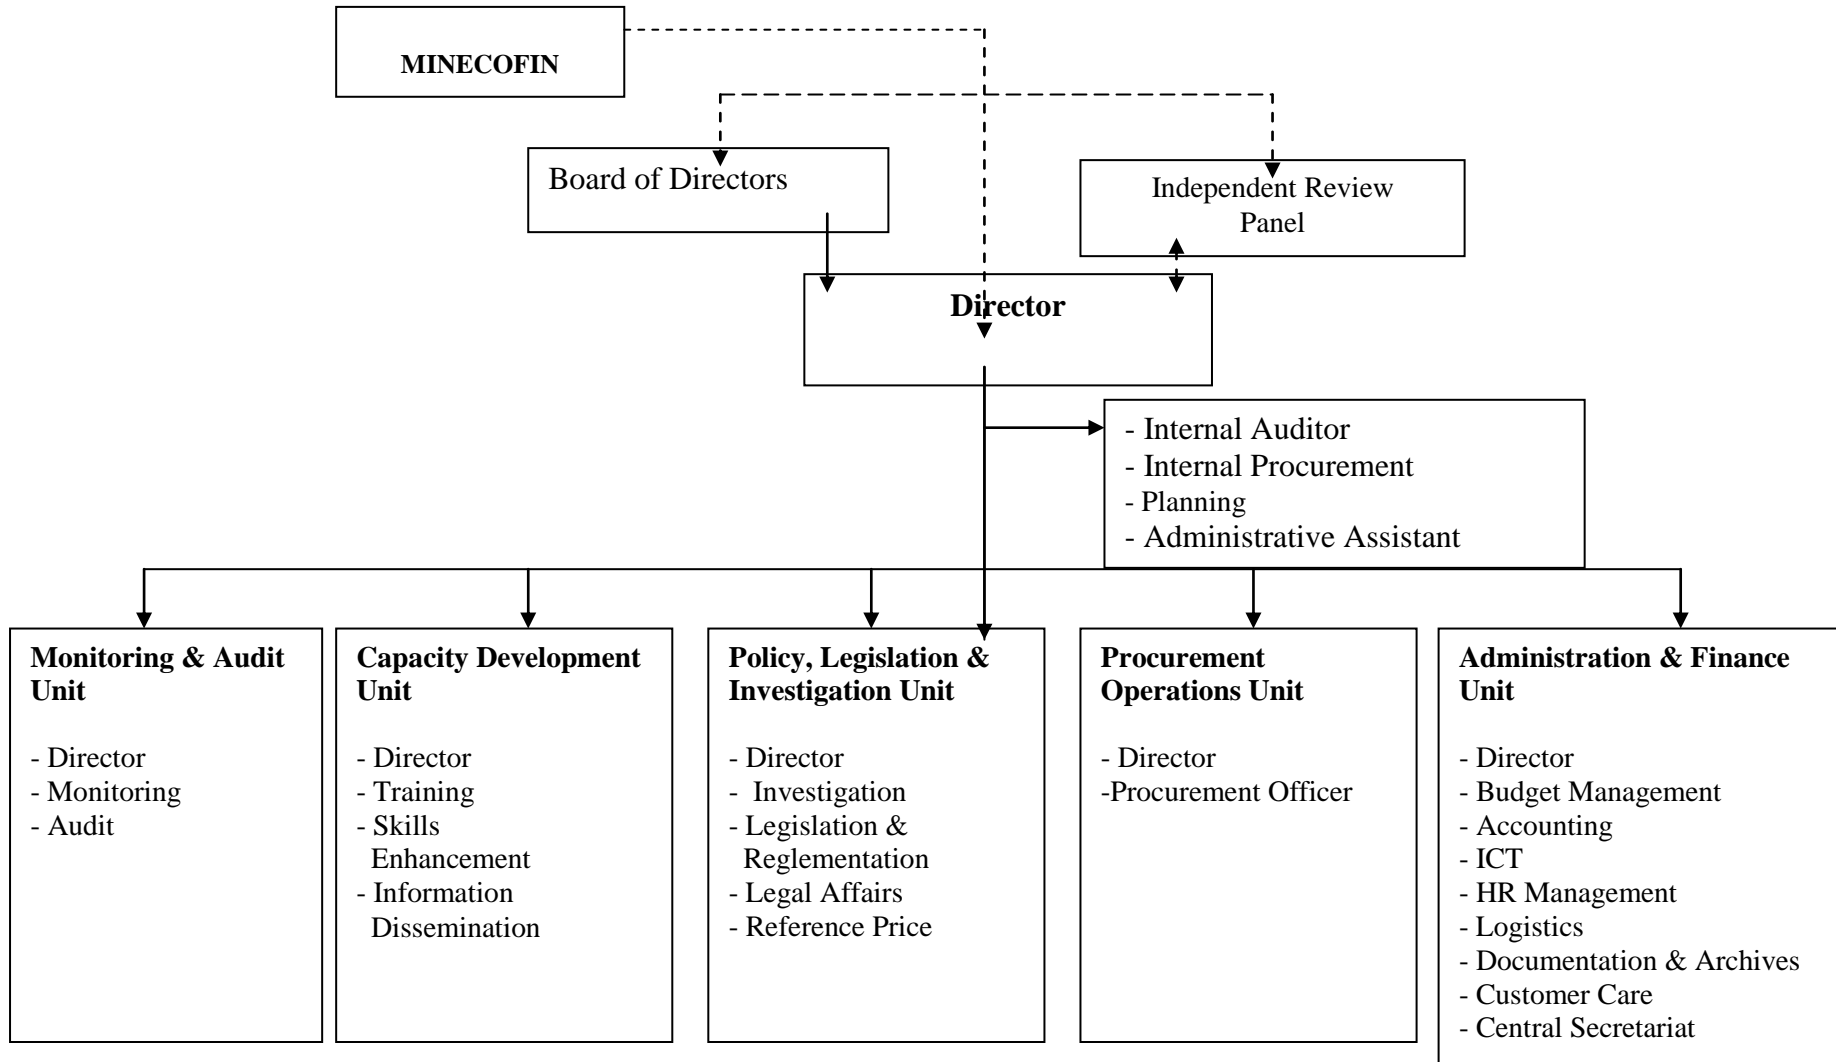 MINECOFIN
Board of Directors
Independent Review
Panel
Director
- Internal Auditor
- Internal Procurement
- Planning
- Administrative Assistant
Monitoring & Audit
Unit
- Director
- Monitoring
- Audit
Capacity Development
Unit
- Director
- Training
- Skills
Enhancement
- Information
Dissemination
Policy, Legislation &
Investigation Unit
- Director
- Investigation
- Legislation &
Reglementation
- Legal Affairs
- Reference Price
Procurement
Operations Unit
- Director
-Procurement Officer
Administration & Finance
Unit
- Director
- Budget Management
- Accounting
- ICT
- HR Management
- Logistics
- Documentation & Archives
- Customer Care
- Central Secretariat